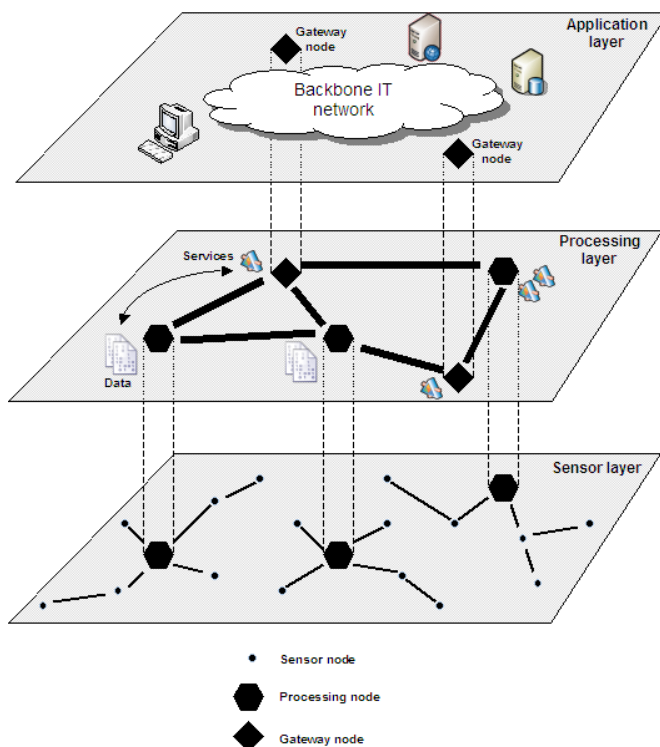 Application
layer
Gateway
node
Backbone IT
network
Gateway
node
Processing
layer
Services
Data
Sensor layer
Sensor node
Processing node
Gateway node